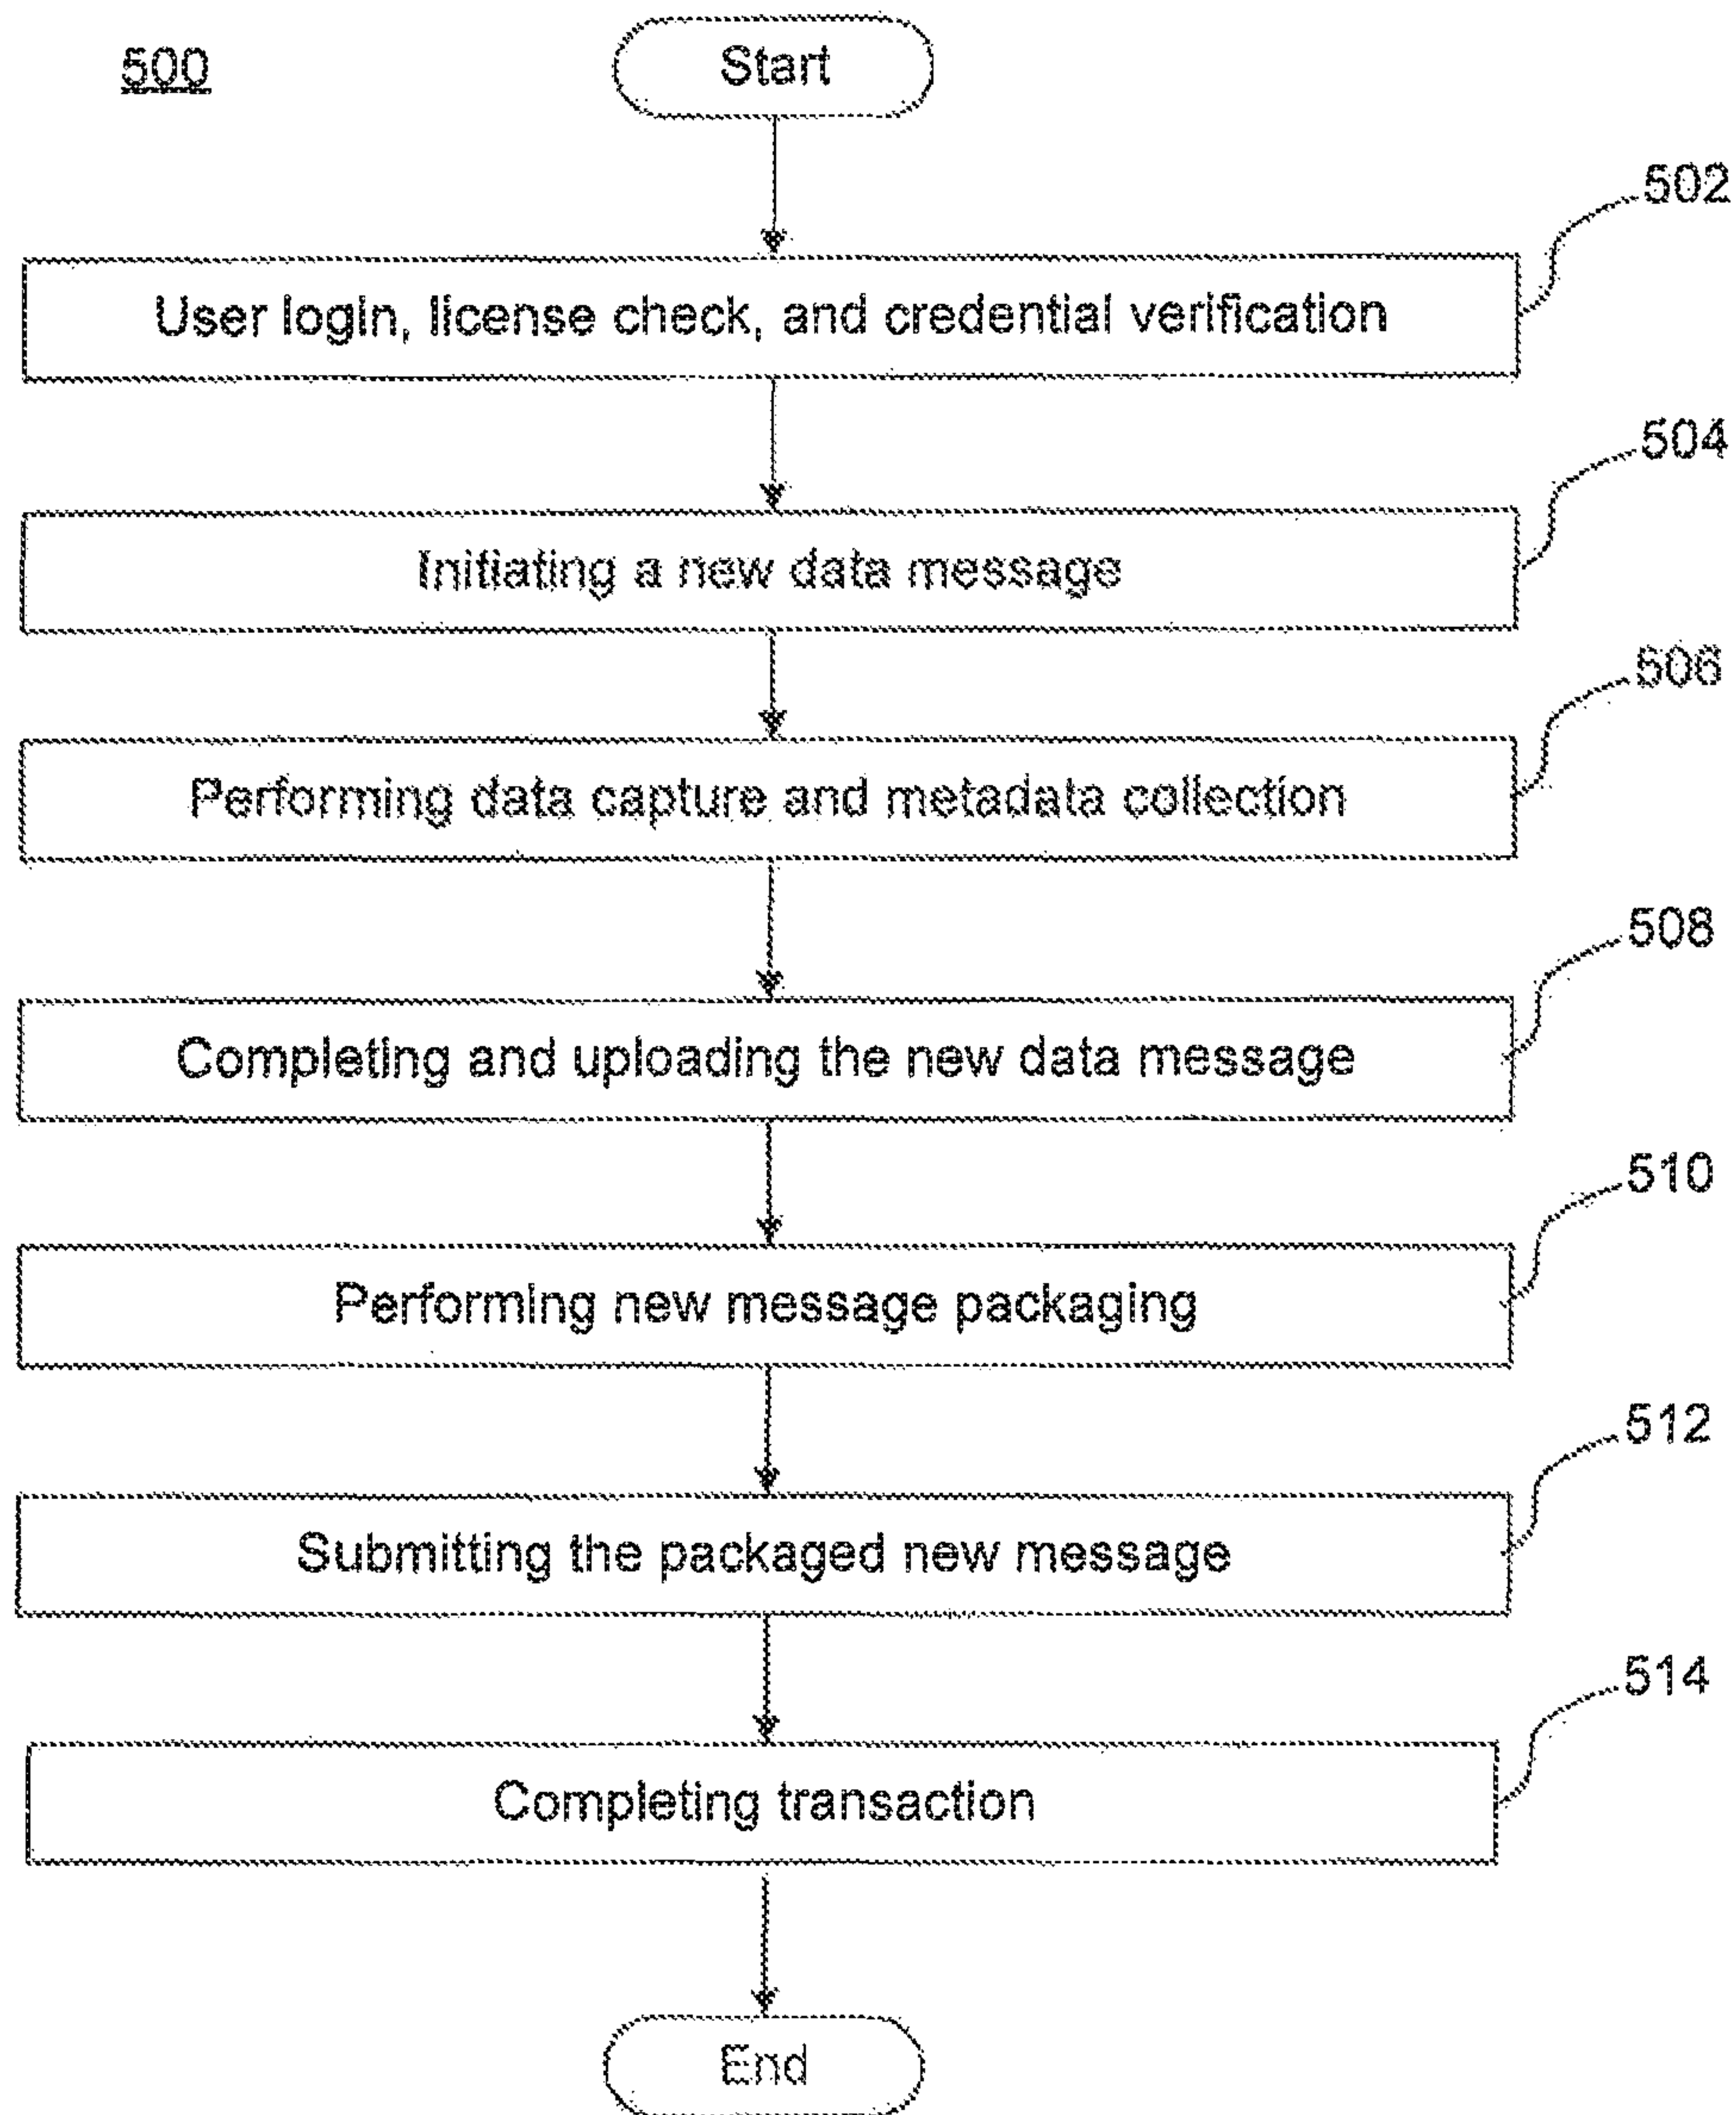 500
Start
502
User login, license check, and credential verification
504
Initiating a new data message
506
Performing data capture and metadata collection
508
Completing and uploading the new data message
510
Performing new message packaging
512
Submitting the packaged new message
514
Completing transaction
End